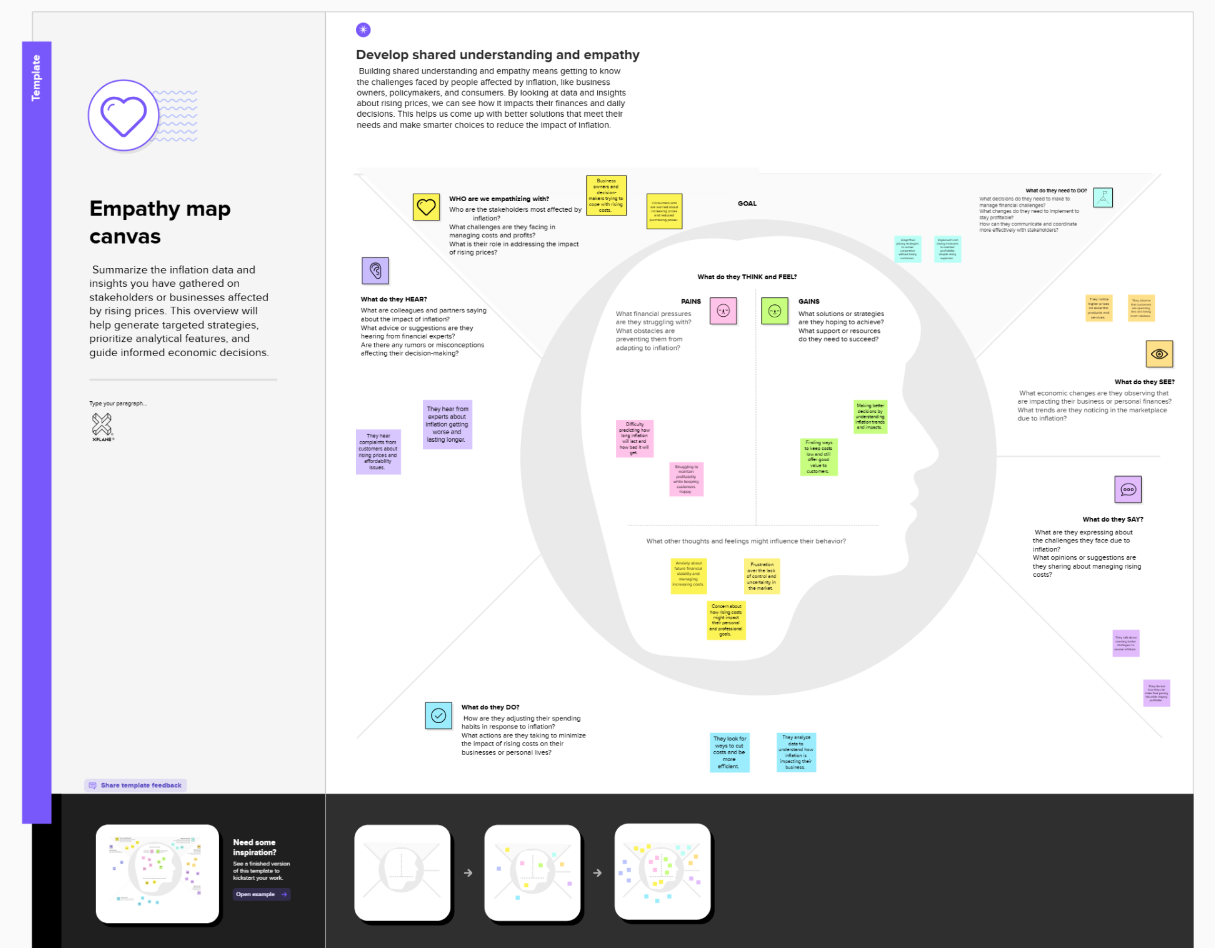 Template
Empathy map
canvas
Summarize the inflation data and
insights you have gathered on
stakeholders or businesses affected
by rising prices. This overview will
help generate targeted strategies,
prioritize analytical features, and
guide informed economic decisions.
Type your paragraph...
XPLANE
Share template feedback
Develop shared understanding and empathy
Building shared understanding and empathy means getting to know
the challenges faced by people affected by inflation, like business
owners, policymakers, and consumers. By looking at data and insights
about rising prices, we can see how it impacts their finances and daily
decisions. This helps us come up with better solutions that meet their
needs and make smarter choices to reduce the impact of inflation.
WHO are we empathizing with?
Who are the stakeholders most affected by
inflation?
What challenges are they facing in
managing costs and profits?
What is their role in addressing the impact
of rising prices?
Business
owners and
decision-
makers trying to
cope with rising
costs.
GOAL
What do they need to DO?
What decisions do they need to make to
manage financial challenges?
What changes do they need to implement to
stay profitable?
How can they communicate and coordinate
more effectively with stakeholders?
What do they HEAR?
What are colleagues and partners saying
about the impact of inflation?
What advice or suggestions are they
hearing from financial experts?
Are there any rumors or misconceptions
affecting their decision-making?
They hear from
experts about
inflation getting
worse and
lasting longer.
They hear
complaints from
customers about
rising prices and
affordability
issues.
What do they THINK and FEEL?
PAINS
What financial pressures
are they struggling with?
What obstacles are
preventing them from
adapting to inflation?
GAINS
What solutions or strategies
are they hoping to achieve?
What support or resources
do they need to succeed?
Difficulty
predicting how
long inflation
will last and
how bad it will
get.
Struggling to
maintain
profitability
while keeping
customers
happy.
Making better
decisions by
understanding
inflation trends
and impacts.
Finding ways
to keep costs
low and still
offer good
value to
customers.
What other thoughts and feelings might influence their behavior?
Anxiety about
future financial
stability and
managing
increasing costs.
Frustration
over the lack
of control and
uncertainty in
the market.
Concern about
how rising costs
might impact
their personal
and professional
goals.
What do they SEE?
What economic changes are they observing that
are impacting their business or personal finances?
What trends are they noticing in the marketplace
due to inflation?
What do they SAY?
What are they expressing about
the challenges they face due to
inflation?
What opinions or suggestions are
they sharing about managing rising
costs?
What do they DO?
How are they adjusting their spending
habits in response to inflation?
What actions are they taking to minimize
the impact of rising costs on their
businesses or personal lives?
They look for
ways to cut
costs and be
more
efficient.
They analyze
data to
understand how
inflation is
impacting their
business.
Need some
inspiration?
See a finished version
of this template to
kickstart your work.
Open example